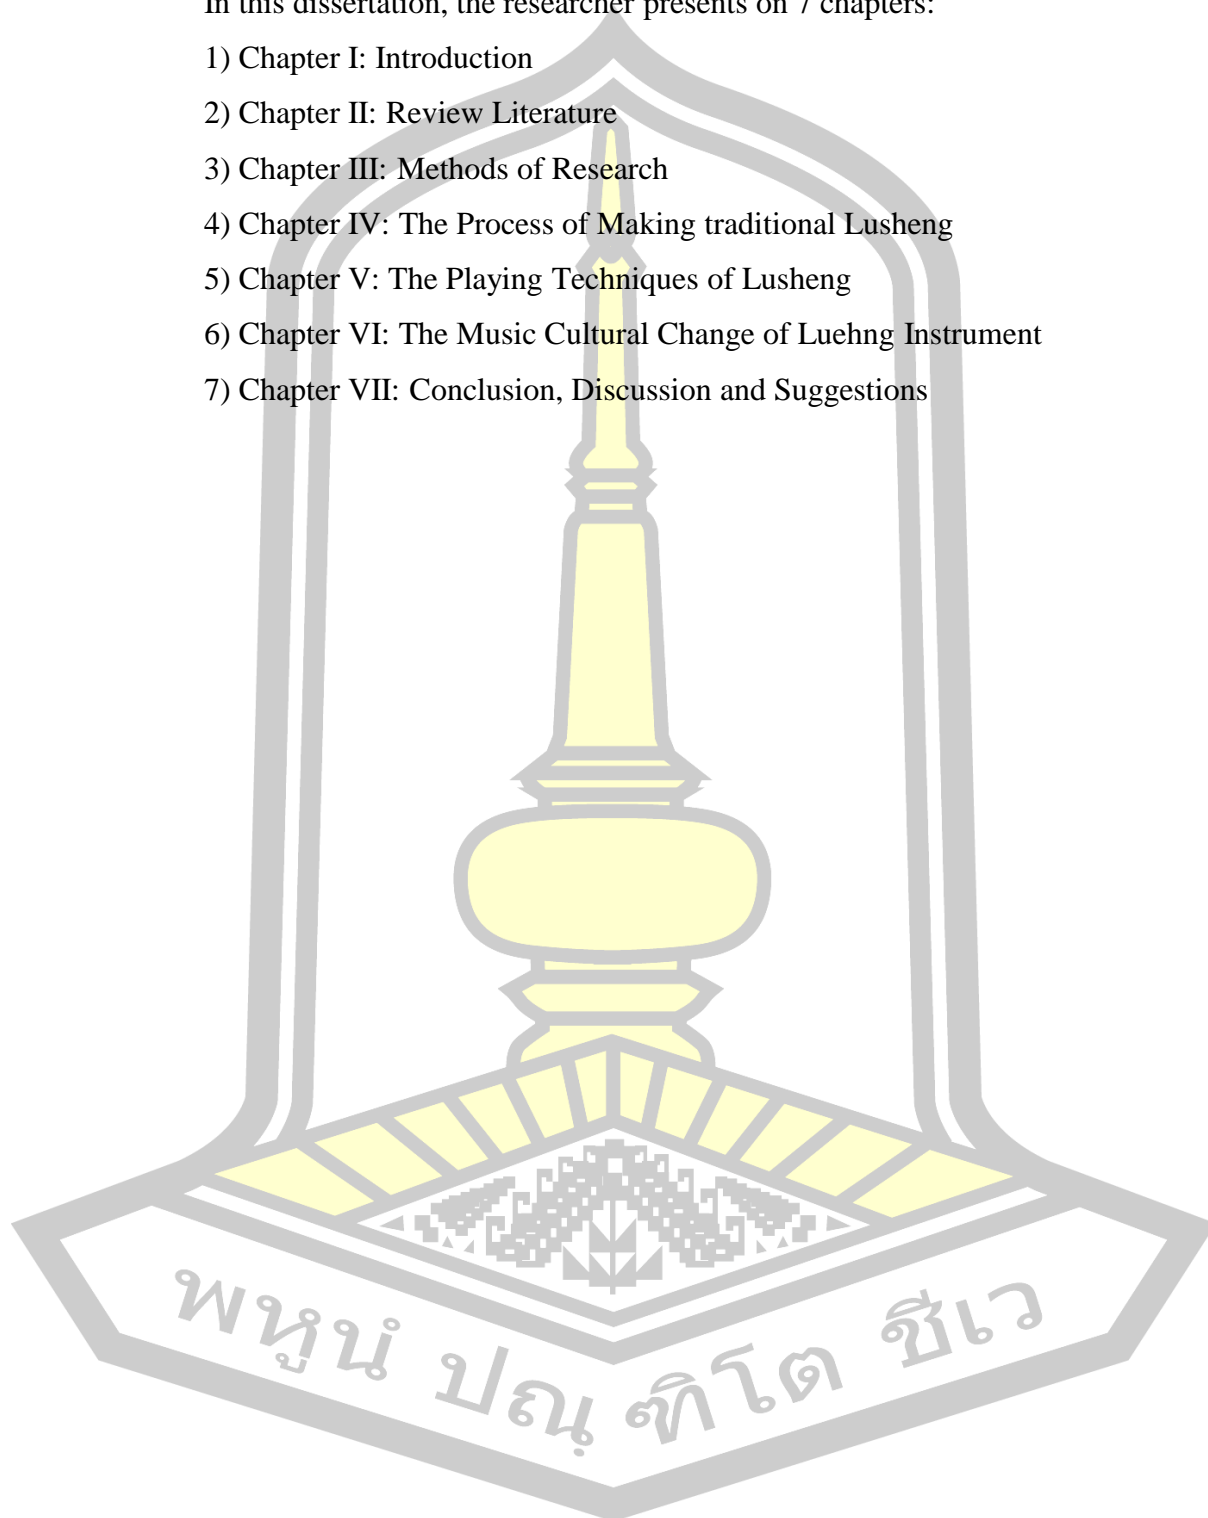 In this dissertation, the researcher presents on 7 chapters:
1) Chapter I: Introduction
2) Chapter II: Review Literature
3) Chapter III: Methods of Research
4) Chapter IV: The Process of Making traditional Lusheng
5) Chapter V: The Playing Techniques of Lusheng
6) Chapter VI: The Music Cultural Change of Luehng Instrument
7) Chapter VII: Conclusion, Discussion and Suggestions
พหูนํ ปณฺฑิโต ชีเว